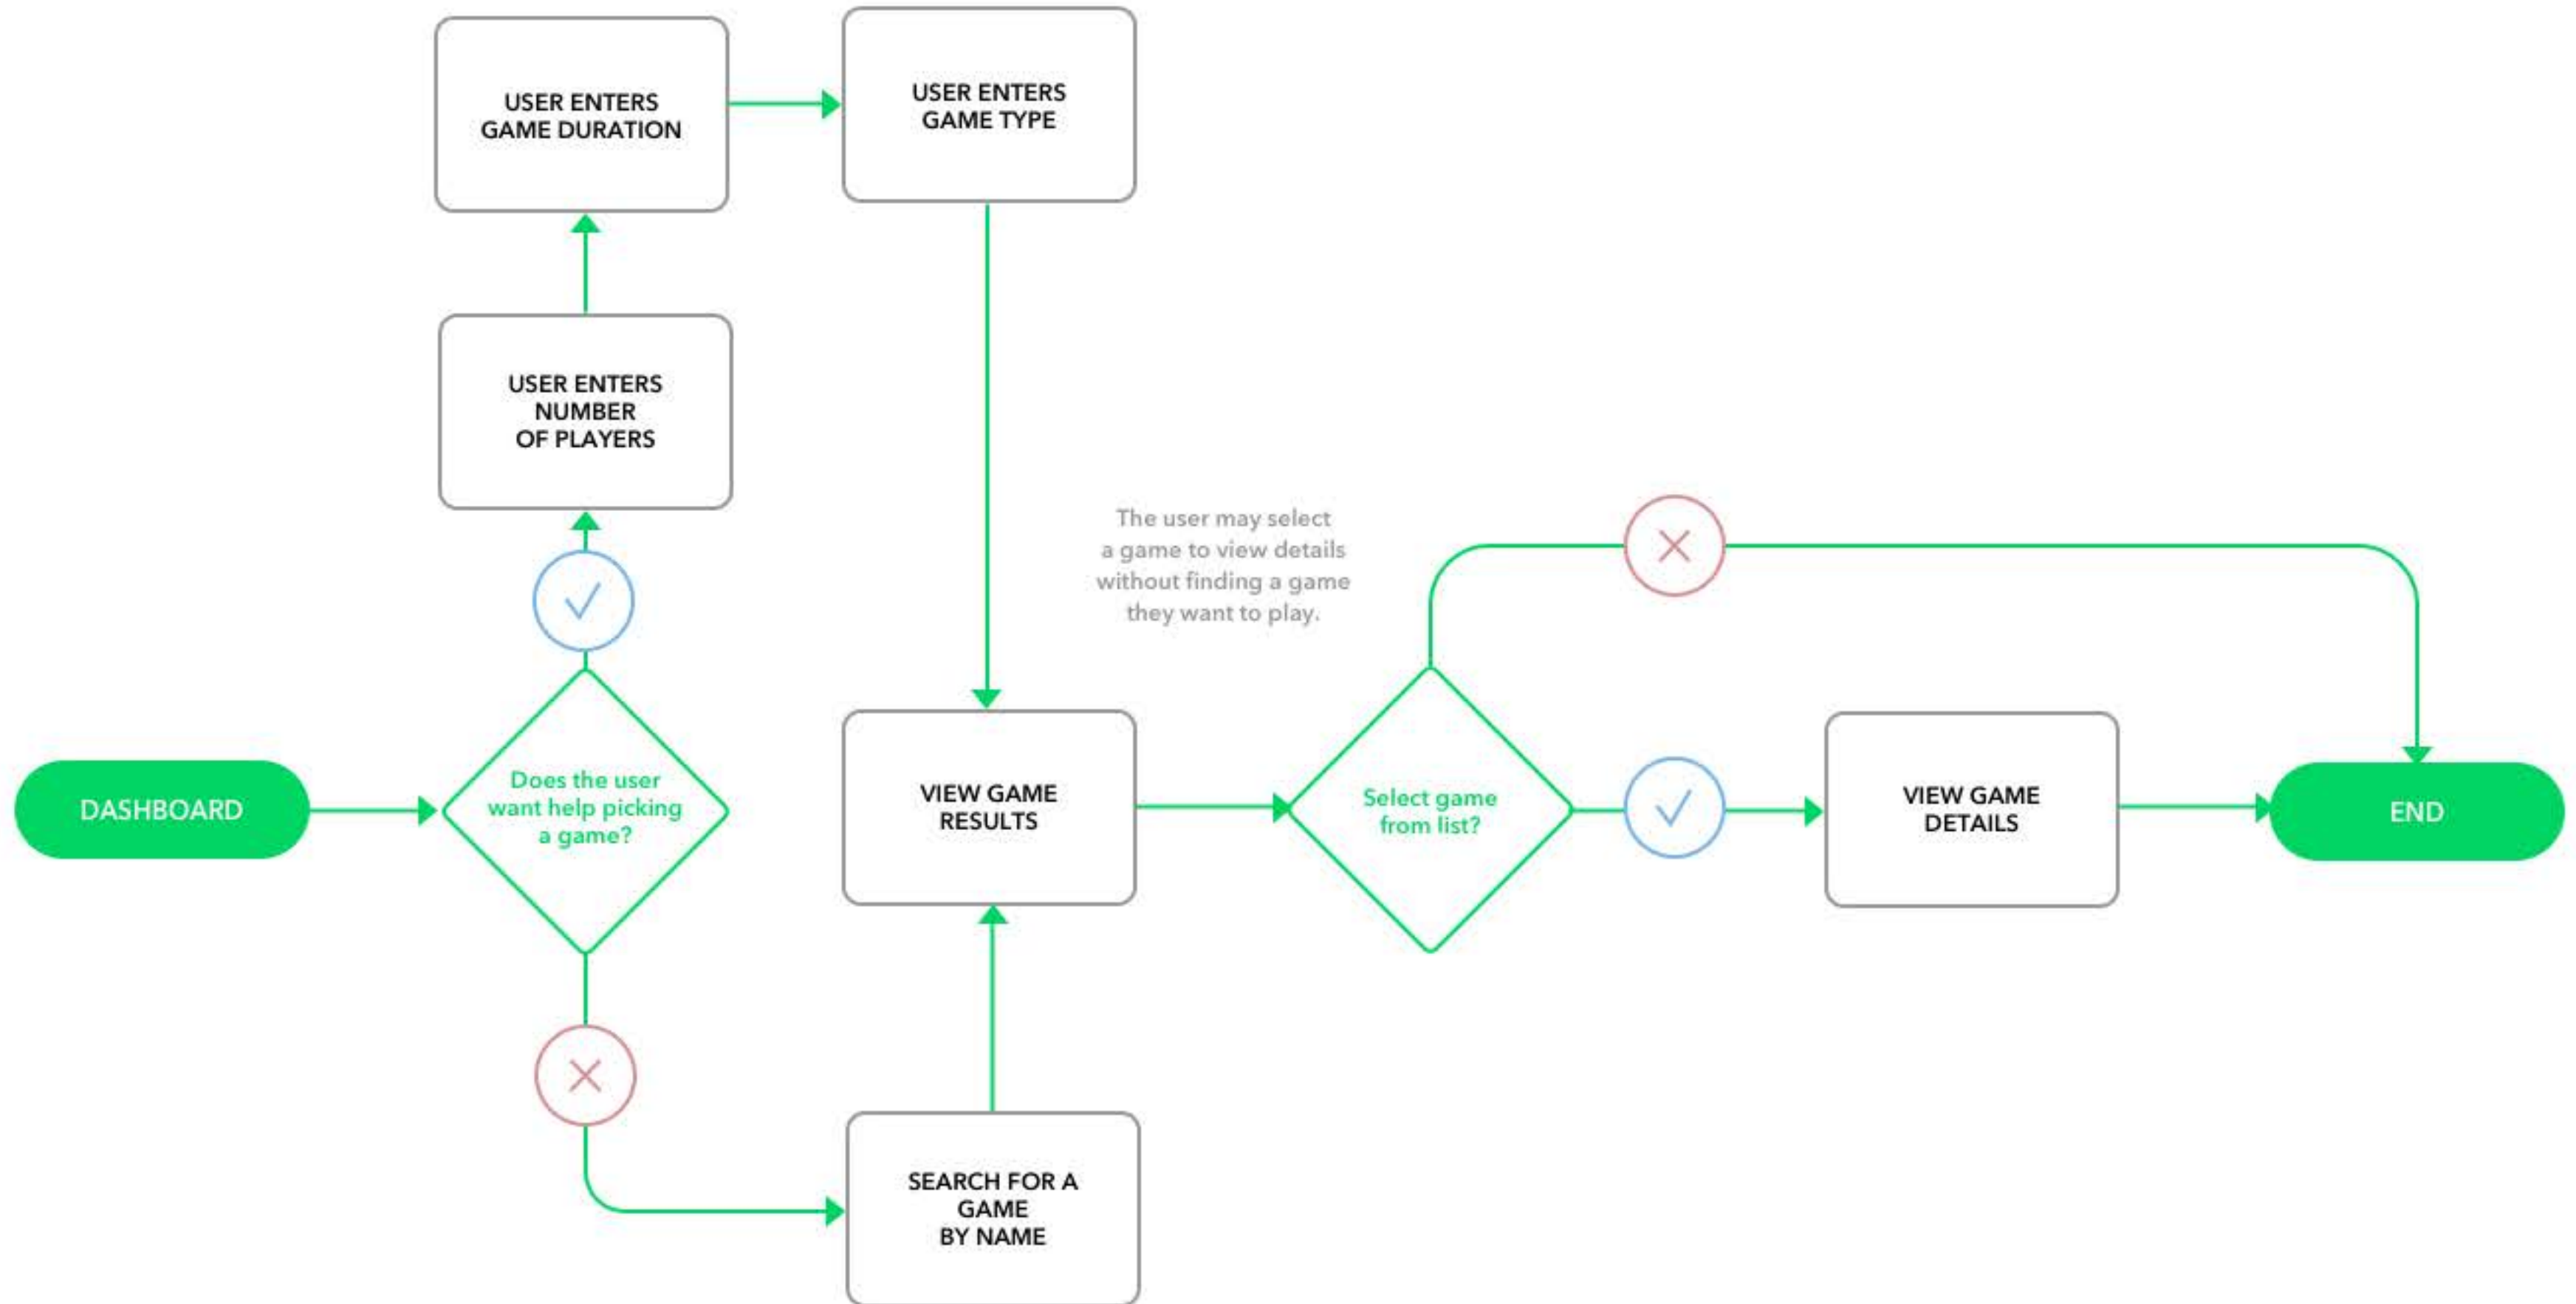 USER ENTERS
GAME DURATION
USER ENTERS
GAME TYPE
USER ENTERS
NUMBER
OF PLAYERS
The user may select
a game to view details
without finding a game
they want to play.
DASHBOARD
Does the user
want help picking
a game?
VIEW GAME
RESULTS
Select game
from list?
VIEW GAME
DETAILS
END
SEARCH FOR A
GAME
BY NAME